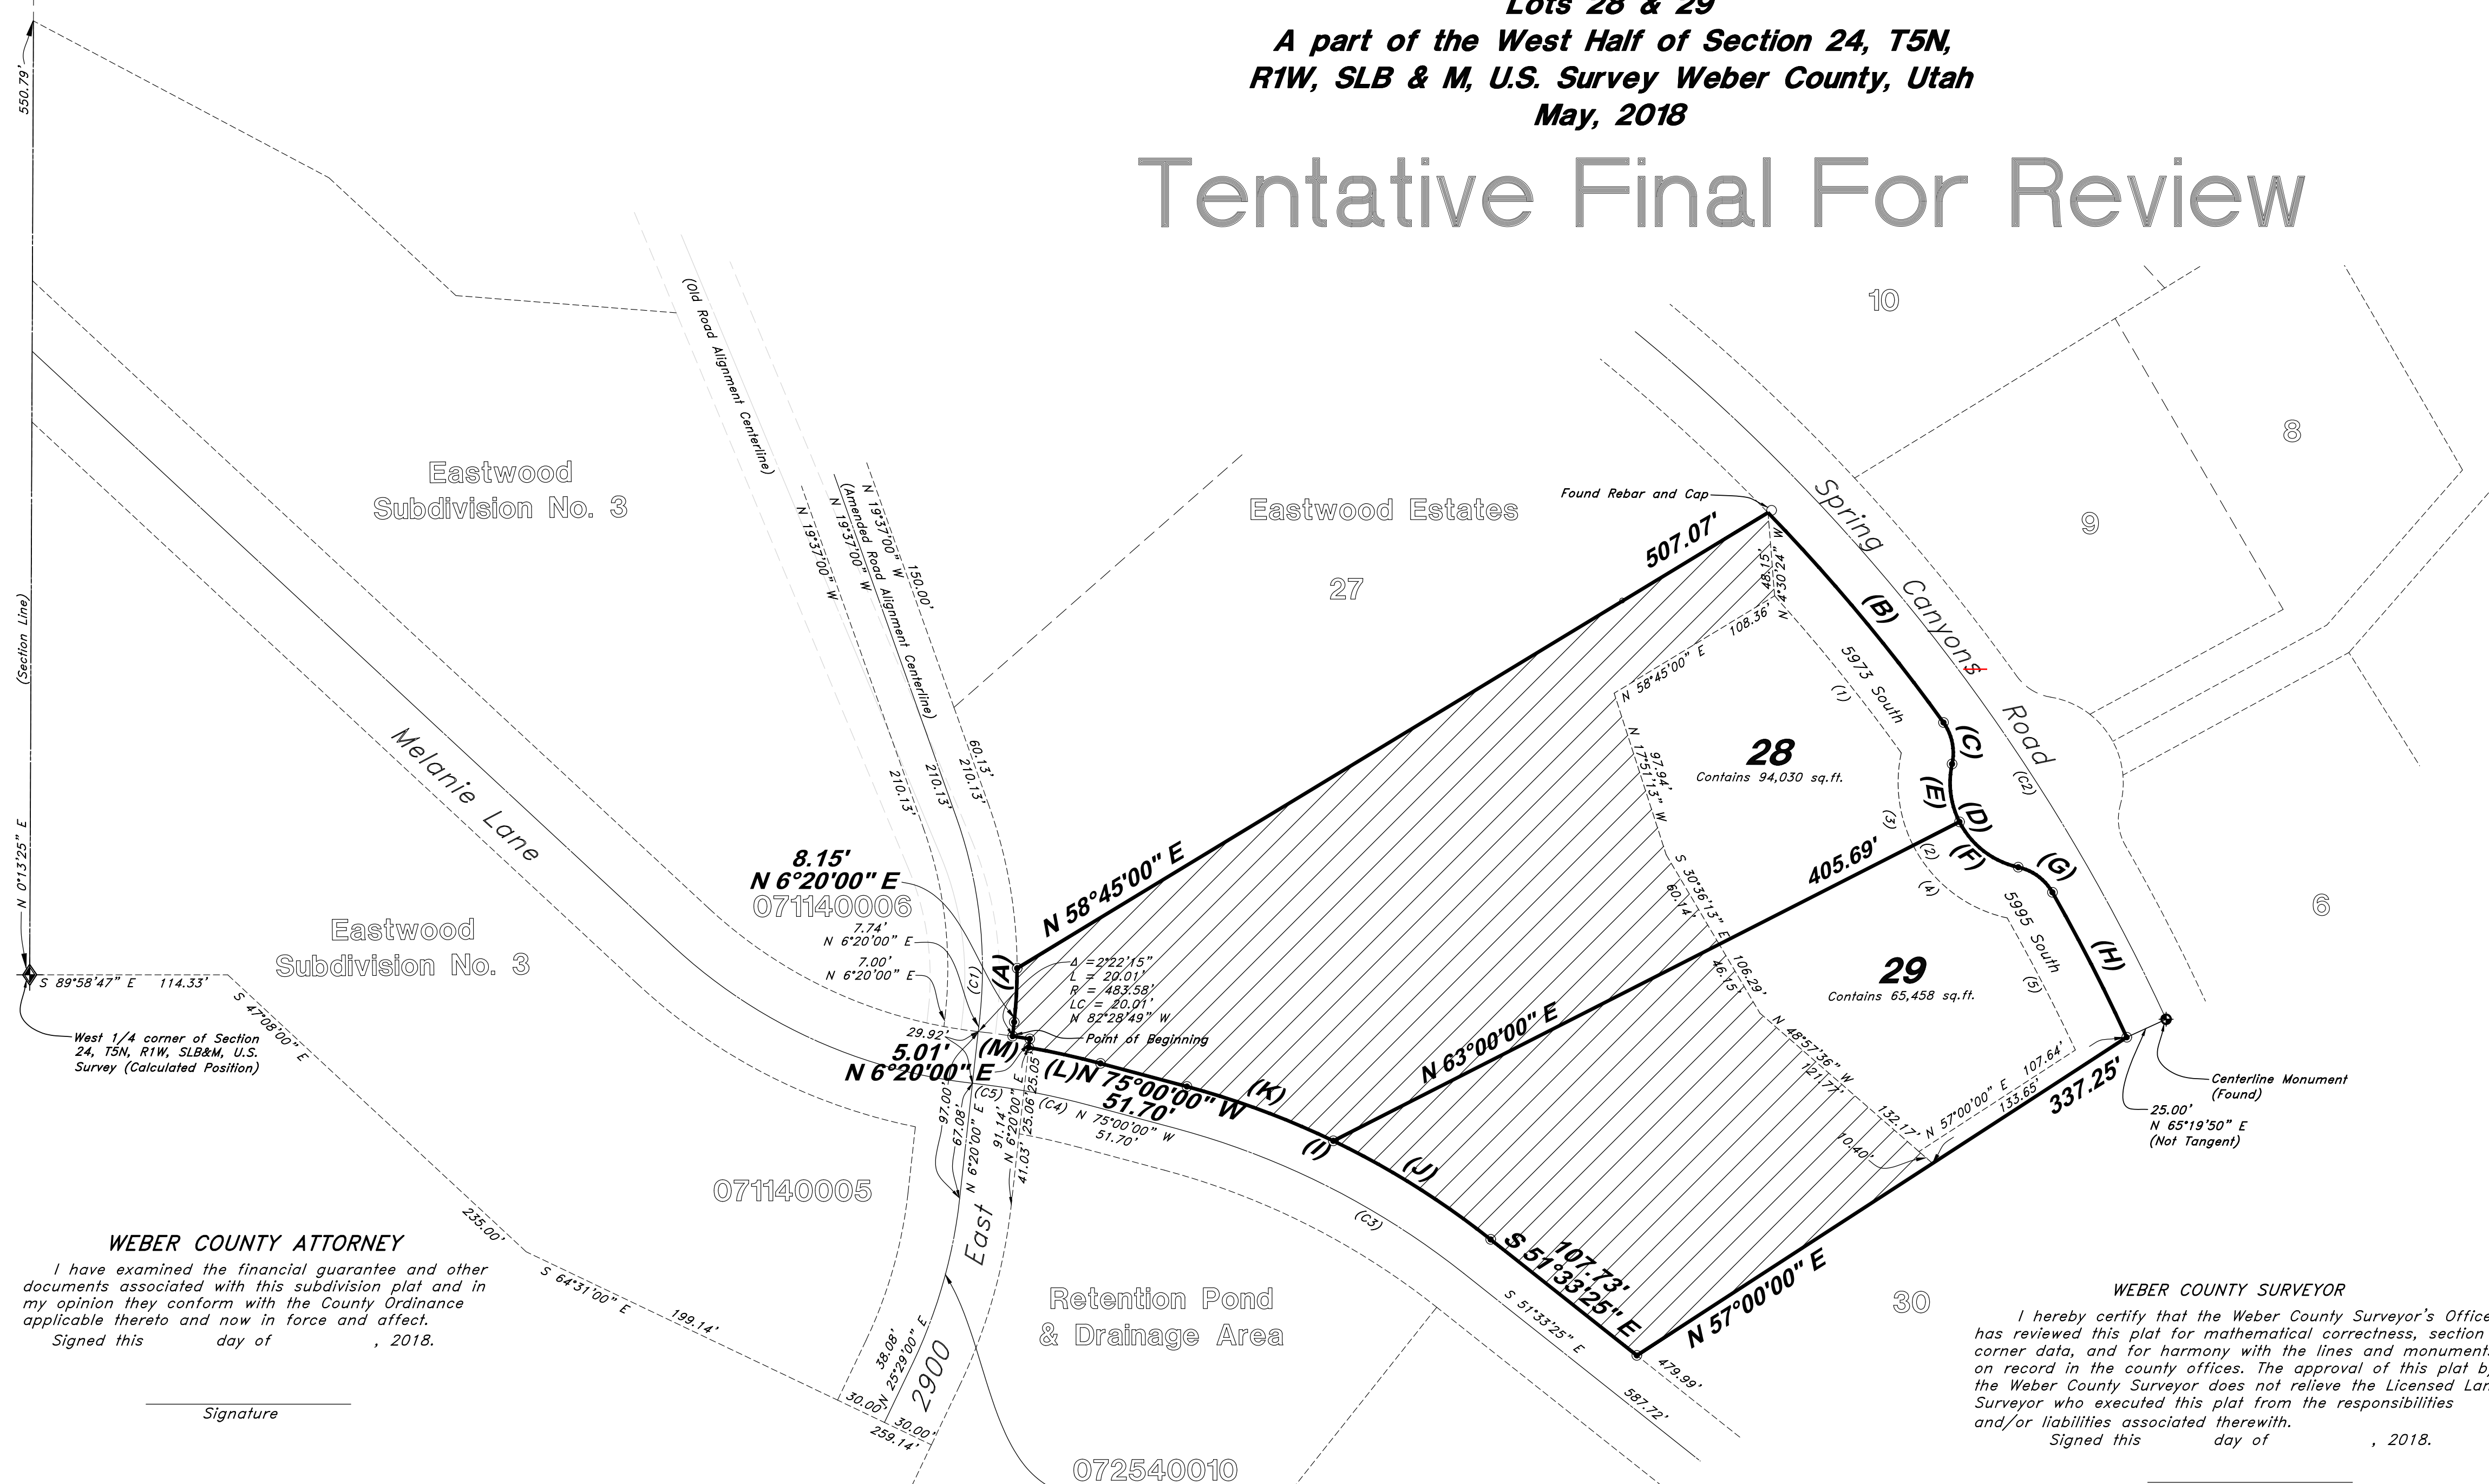 Lots 28 & 29
A part of the West Half of Section 24, T5N,
R1W, SLB & M, U.S. Survey Weber County, Utah
May, 2018
Tentative Final For Review
550.79'
(Section Line)
N 0°13'25" E
S 89°58'47" E 114.33'
West 1/4 corner of Section
24, T5N, R1W, SLB&M, U.S.
Survey (Calculated Position)
S 47°08'00" E
235.00'
S 64°31'00" E
199.14'
Eastwood
Subdivision No. 3
Melanie Lane
Eastwood
Subdivision No. 3
(Old Road Alignment Centerline)
N 19°37'00" W
N 19°37'00" W
(Amended Road Alignment Centerline)
N 19°37'00" W
150.00'
60.13'
210.13'
210.13'
210.13'
8.15'
N 6°20'00" E
071140006
7.74'
N 6°20'00" E
7.00'
N 6°20'00" E
29.92'
5.01'
N 6°20'00" E
(C1)
(A)
(M)
Δ =2°22'15"
L = 20.01'
R = 483.58'
LC = 20.01'
N 82°28'49" W
Point of Beginning
(L)
N 75°00'00" W
51.70'
(K)
(C5)
(C4)
N 75°00'00" W
51.70'
97.00'
67.08'
N 6°20'00" E
91.14'
N 6°20'00" E
25.06'
25.05'
41.03'
071140005
2900 East
38.08'
N 25°29'00" E
30.00'
30.00'
259.14'
Retention Pond
& Drainage Area
072540010
(C3)
(I)
(J)
S 51°33'25" E
107.73'
S 51°33'25" E
587.72'
479.99'
Eastwood Estates
27
Found Rebar and Cap
507.07'
N 58°45'00" E
48.15'
N 4°30'24" W
108.36'
N 58°45'00" E
97.94'
N 17°51'13" W
S 30°36'13" E
60.14'
106.29'
46.15'
N 48°57'36" W
121.77'
132.17'
10.40'
N 57°00'00" E
107.64'
133.65'
337.25'
N 57°00'00" E
N 63°00'00" E
405.69'
28
Contains 94,030 sq.ft.
29
Contains 65,458 sq.ft.
5973 South
(1)
(2)
(3)
(4)
5995 South
(5)
(B)
(C)
(D)
(E)
(F)
(G)
(H)
Spring Canyons Road
(C2)
10
9
8
6
30
Centerline Monument
(Found)
25.00'
N 65°19'50" E
(Not Tangent)
WEBER COUNTY ATTORNEY
I have examined the financial guarantee and other
documents associated with this subdivision plat and in
my opinion they conform with the County Ordinance
applicable thereto and now in force and affect.
Signed this day of , 2018.
Signature
WEBER COUNTY SURVEYOR
I hereby certify that the Weber County Surveyor's Office
has reviewed this plat for mathematical correctness, section
corner data, and for harmony with the lines and monument
on record in the county offices. The approval of this plat b
the Weber County Surveyor does not relieve the Licensed Lan
Surveyor who executed this plat from the responsibilities
and/or liabilities associated therewith.
Signed this day of , 2018.